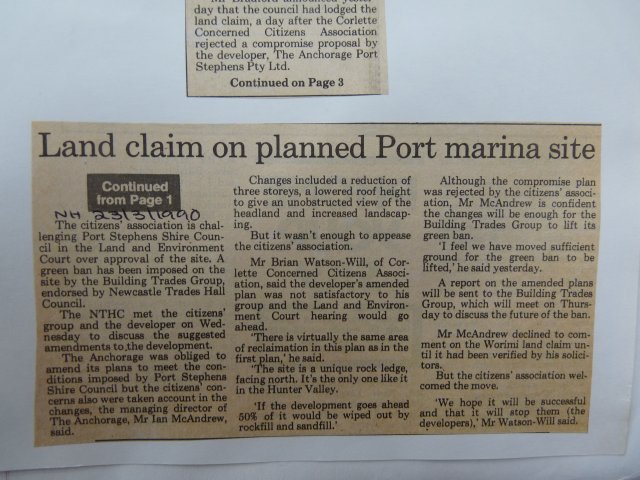 day that the council had lodged the
land claim, a day after the Corlette
Concerned Citizens Association
rejected a compromise proposal by
the developer, The Anchorage Port
Stephens Pty Ltd.
Continued on Page 3
Land claim on planned Port marina site
Continued
from Page 1
NH 23/3/1990
The citizens' association is chal-
lenging Port Stephens Shire Coun-
cil in the Land and Environment
Court over approval of the site. A
green ban has been imposed on the
site by the Building Trades Group,
endorsed by Newcastle Trades Hall
Council.
The NTHC met the citizens'
group and the developer on Wed-
nesday to discuss the suggested
amendments to the development.
The Anchorage was obliged to
amend its plans to meet the con-
ditions imposed by Port Stephens
Shire Council but the citizens' con-
cerns also were taken account in the
changes, the managing director of
The Anchorage, Mr Ian McAndrew,
said.
Changes included a reduction of
three storeys, a lowered roof height
to give an unobstructed view of the
headland and increased landscap-
ing.
But it wasn't enough to appease
the citizens' association.
Mr Brian Watson-Will, of Cor-
lette Concerned Citizens Associ-
ation, said the developer's amended
plan was not satisfactory to his
group and the Land and Environ-
ment Court hearing would go
ahead.
'There is virtually the same area
of reclamation in this plan as in the
first plan,' he said.
'The site is a unique rock ledge,
facing north. It's the only one like it
in the Hunter Valley.
'If the development goes ahead
50% of it would be wiped out by
rockfill and sandfill.'
Although the compromise plan
was rejected by the citizens' associ-
ation, Mr McAndrew is confident
the changes will be enough for the
Building Trades Group to lift its
green ban.
'I feel we have moved sufficient
ground for the green ban to be
lifted,' he said yesterday.
A report on the amended plans
will be sent to the Building Trades
Group, which will meet on Thurs-
day to discuss the future of the ban.
Mr McAndrew declined to com-
ment on the Worimi land claim un-
til it had been verified by his solici-
tors.
But the citizens' association wel-
comed the move.
'We hope it will be successful
and that it will stop them (the
developers),' Mr Watson-Will said.